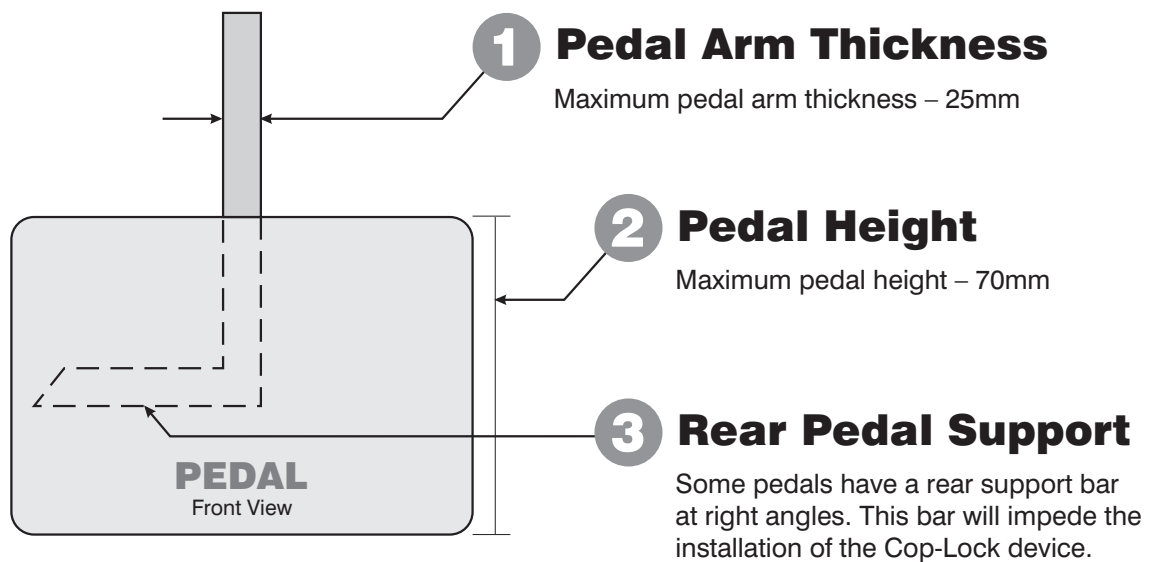 1 Pedal Arm Thickness
Maximum pedal arm thickness – 25mm
2 Pedal Height
Maximum pedal height – 70mm
3 Rear Pedal Support
Some pedals have a rear support bar
at right angles. This bar will impede the
installation of the Cop-Lock device.
PEDAL
Front View